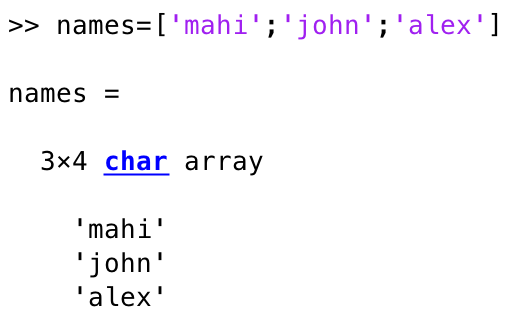 >> names=['mahi';'john';'alex']
names =
3×4 char array
'mahi'
'john'
'alex'